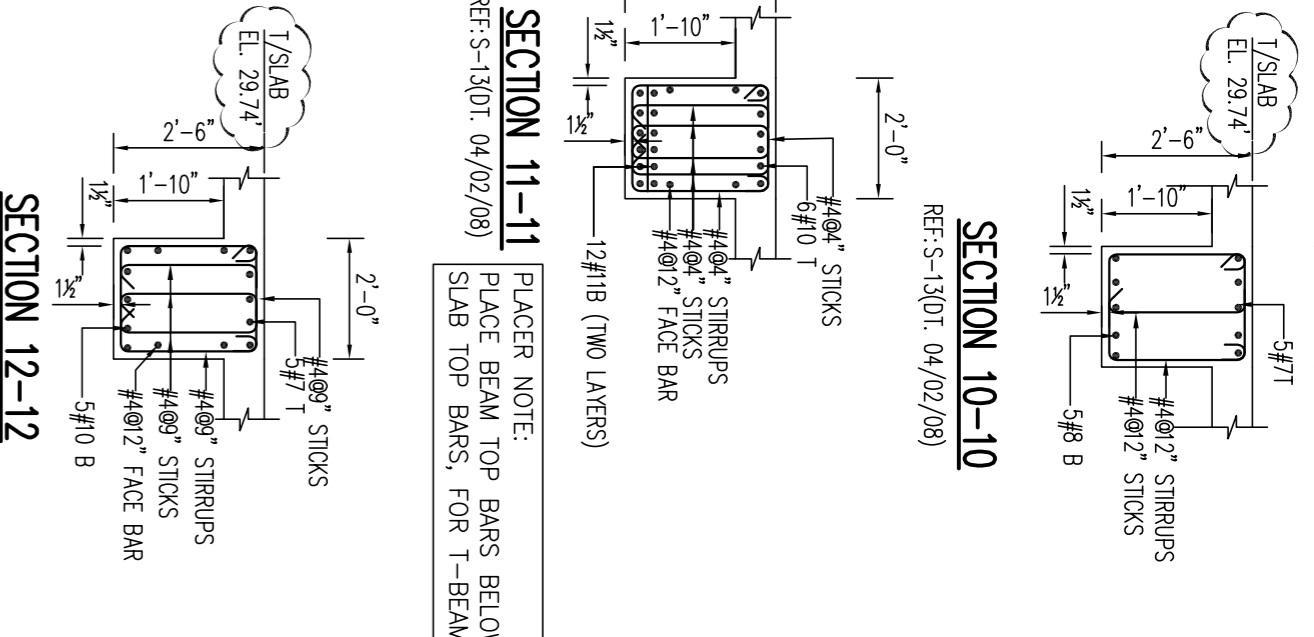 T/SLAB
EL. 29.74'
2'-6"
1'-10"
1½"
1½"
5#7T
#4@12" STIRRUPS
#4@12" STICKS
5#8 B
SECTION 10-10
REF:S-13(DT. 04/02/08)
1'-10"
1½"
1½"
2'-0"
#4@4" STICKS
6#10 T
#4@4" STIRRUPS
#4@4" STICKS
#4@12" FACE BAR
12#11B (TWO LAYERS)
SECTION 11-11
REF:S-13(DT. 04/02/08)
PLACER NOTE:
PLACE BEAM TOP BARS BELOW
SLAB TOP BARS, FOR T-BEAM
T/SLAB
EL. 29.74'
2'-6"
1'-10"
1½"
1½"
2'-0"
#4@9" STICKS
5#7 T
#4@9" STIRRUPS
#4@9" STICKS
#4@12" FACE BAR
5#10 B
SECTION 12-12